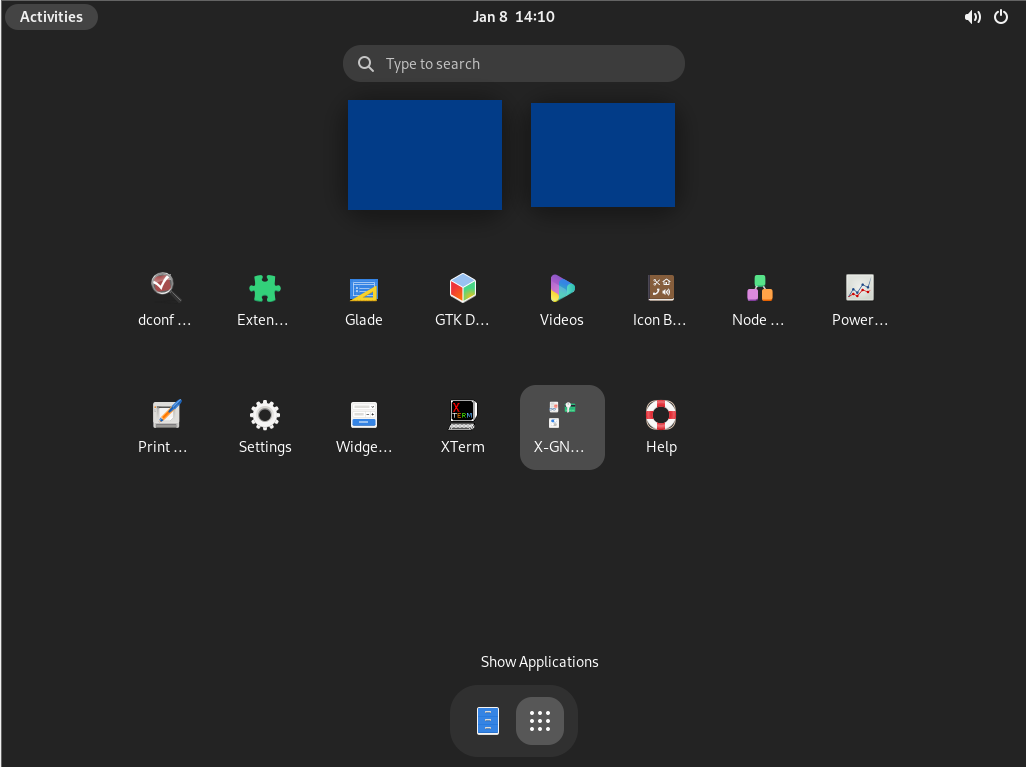 Activities
Jan 8 14:10
Type to search
dconf ...
Exten...
Glade
GTK D...
Videos
Icon B...
Node ...
Power...
Print ...
Settings
Widge...
X
TERM
XTerm
X-GN...
Help
Show Applications